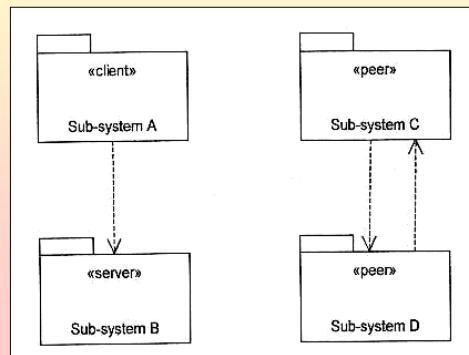 «client»
Sub-system A
«server»
Sub-system B
«peer»
Sub-system C
«peer»
Sub-system D